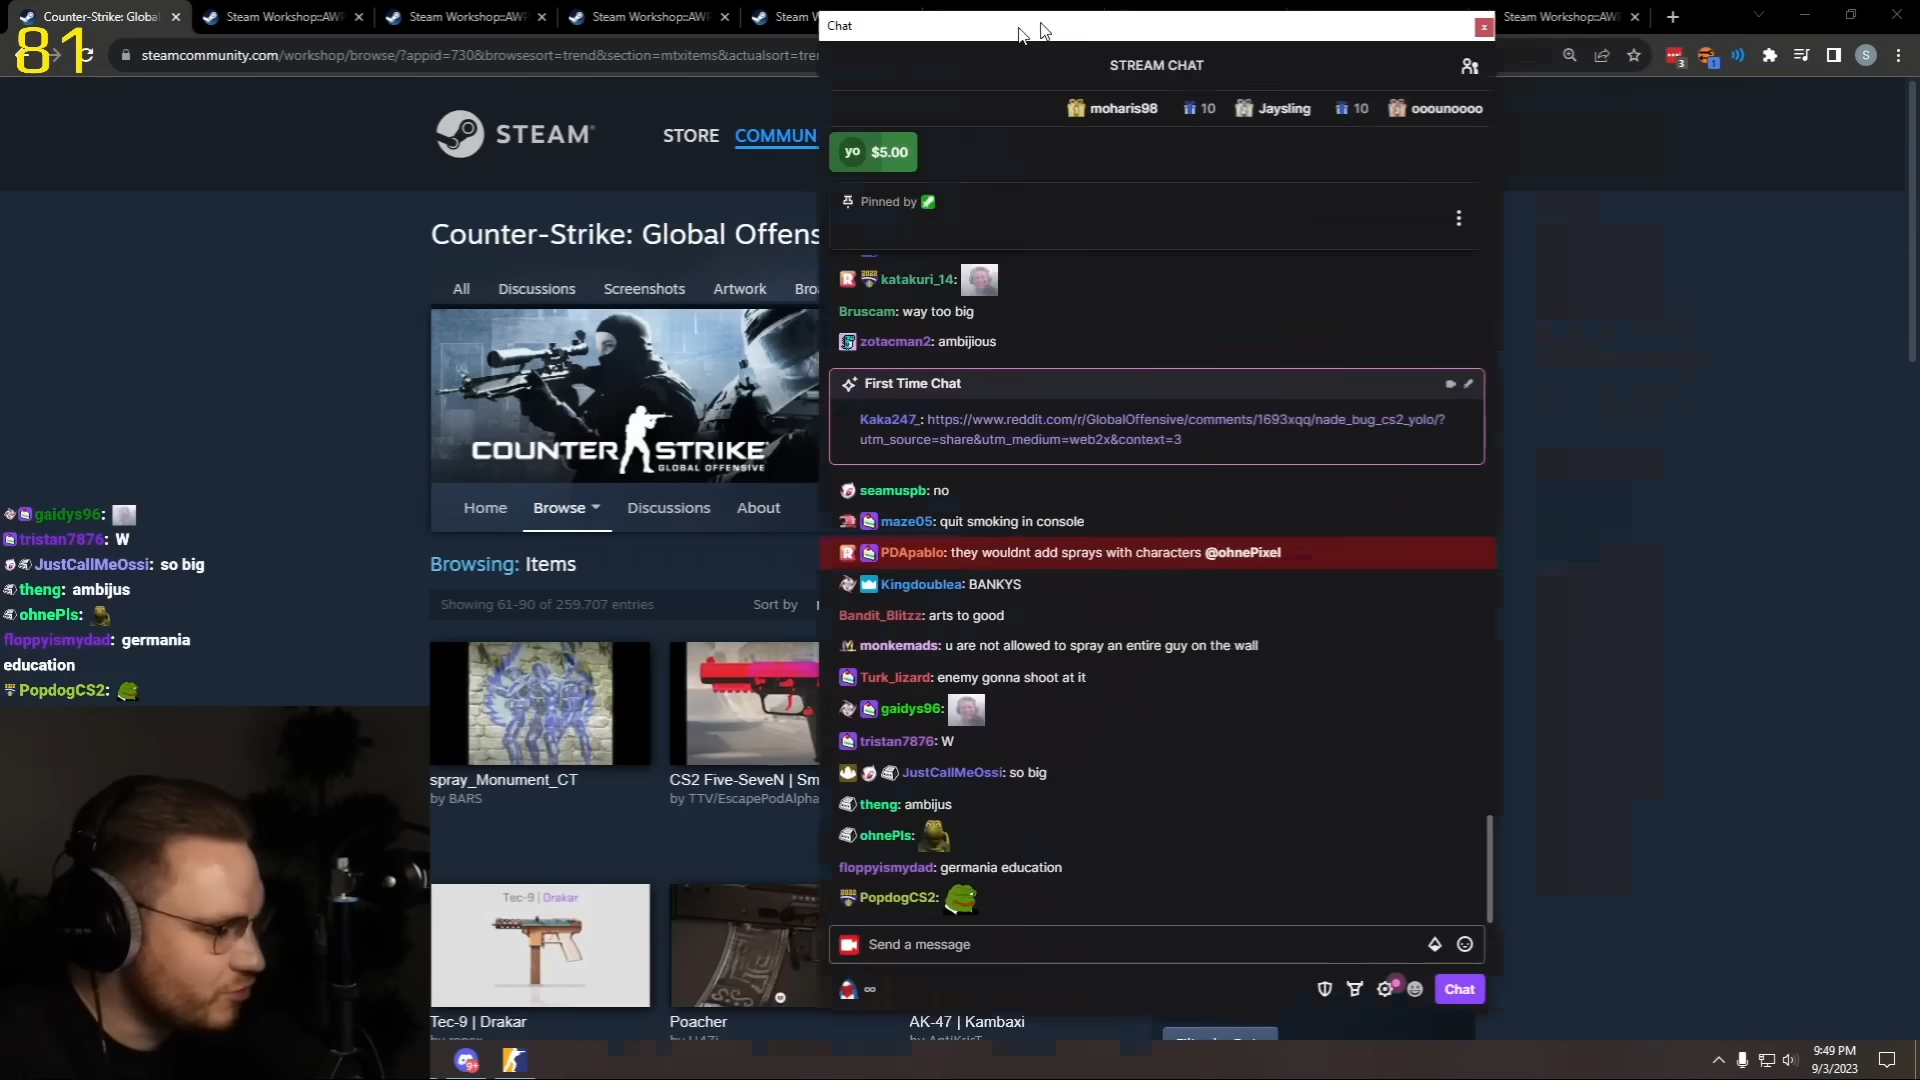 Counter-Strike: Global
Steam Workshop::AWP
Steam Workshop::AWP
Steam Workshop::AWP
Steam W
Steam Workshop::AWP
81
steamcommunity.com/workshop/browse/?appid=730&browsesort=trend&section=mtxitems&actualsort=tre
3
1
S
STEAM
STORE
COMMUN
Counter-Strike: Global Offens
All
Discussions
Screenshots
Artwork
Bro
COUNTER STRIKE
GLOBAL OFFENSIVE
Home
Browse
Discussions
About
Browsing: Items
Showing 61-90 of 259.707 entries
Sort by
spray_Monument_CT
by BARS
CS2 Five-SeveN | Sm
by TTV/EscapePodAlpha
Tec-9 | Drakar
Tec-9 | Drakar
Poacher
AK-47 | Kambaxi
gaidys96:
tristan7876: W
JustCallMeOssi: so big
theng: ambijus
ohnePls:
floppyismydad: germania
education
PopdogCS2:
Chat
STREAM CHAT
moharis98
10
Jaysling
10
ooounoooo
yo $5.00
Pinned by
katakuri_14:
Bruscam: way too big
zotacman2: ambijious
First Time Chat
Kaka247_: https://www.reddit.com/r/GlobalOffensive/comments/1693xqq/nade_bug_cs2_yolo/?
utm_source=share&utm_medium=web2x&context=3
seamuspb: no
maze05: quit smoking in console
PDApablo: they wouldnt add sprays with characters @ohnePixel
Kingdoublea: BANKYS
Bandit_Blitzz: arts to good
monkemads: u are not allowed to spray an entire guy on the wall
Turk_lizard: enemy gonna shoot at it
gaidys96:
tristan7876: W
JustCallMeOssi: so big
theng: ambijus
ohnePls:
floppyismydad: germania education
PopdogCS2:
Send a message
Chat
9:49 PM
9/3/2023